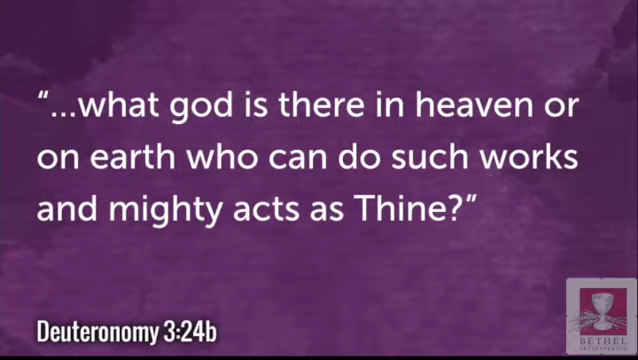 “...what god is there in heaven or
on earth who can do such works
and mighty acts as Thine?”
Deuteronomy 3:24b
BETHEL
PRESBYTERIAN